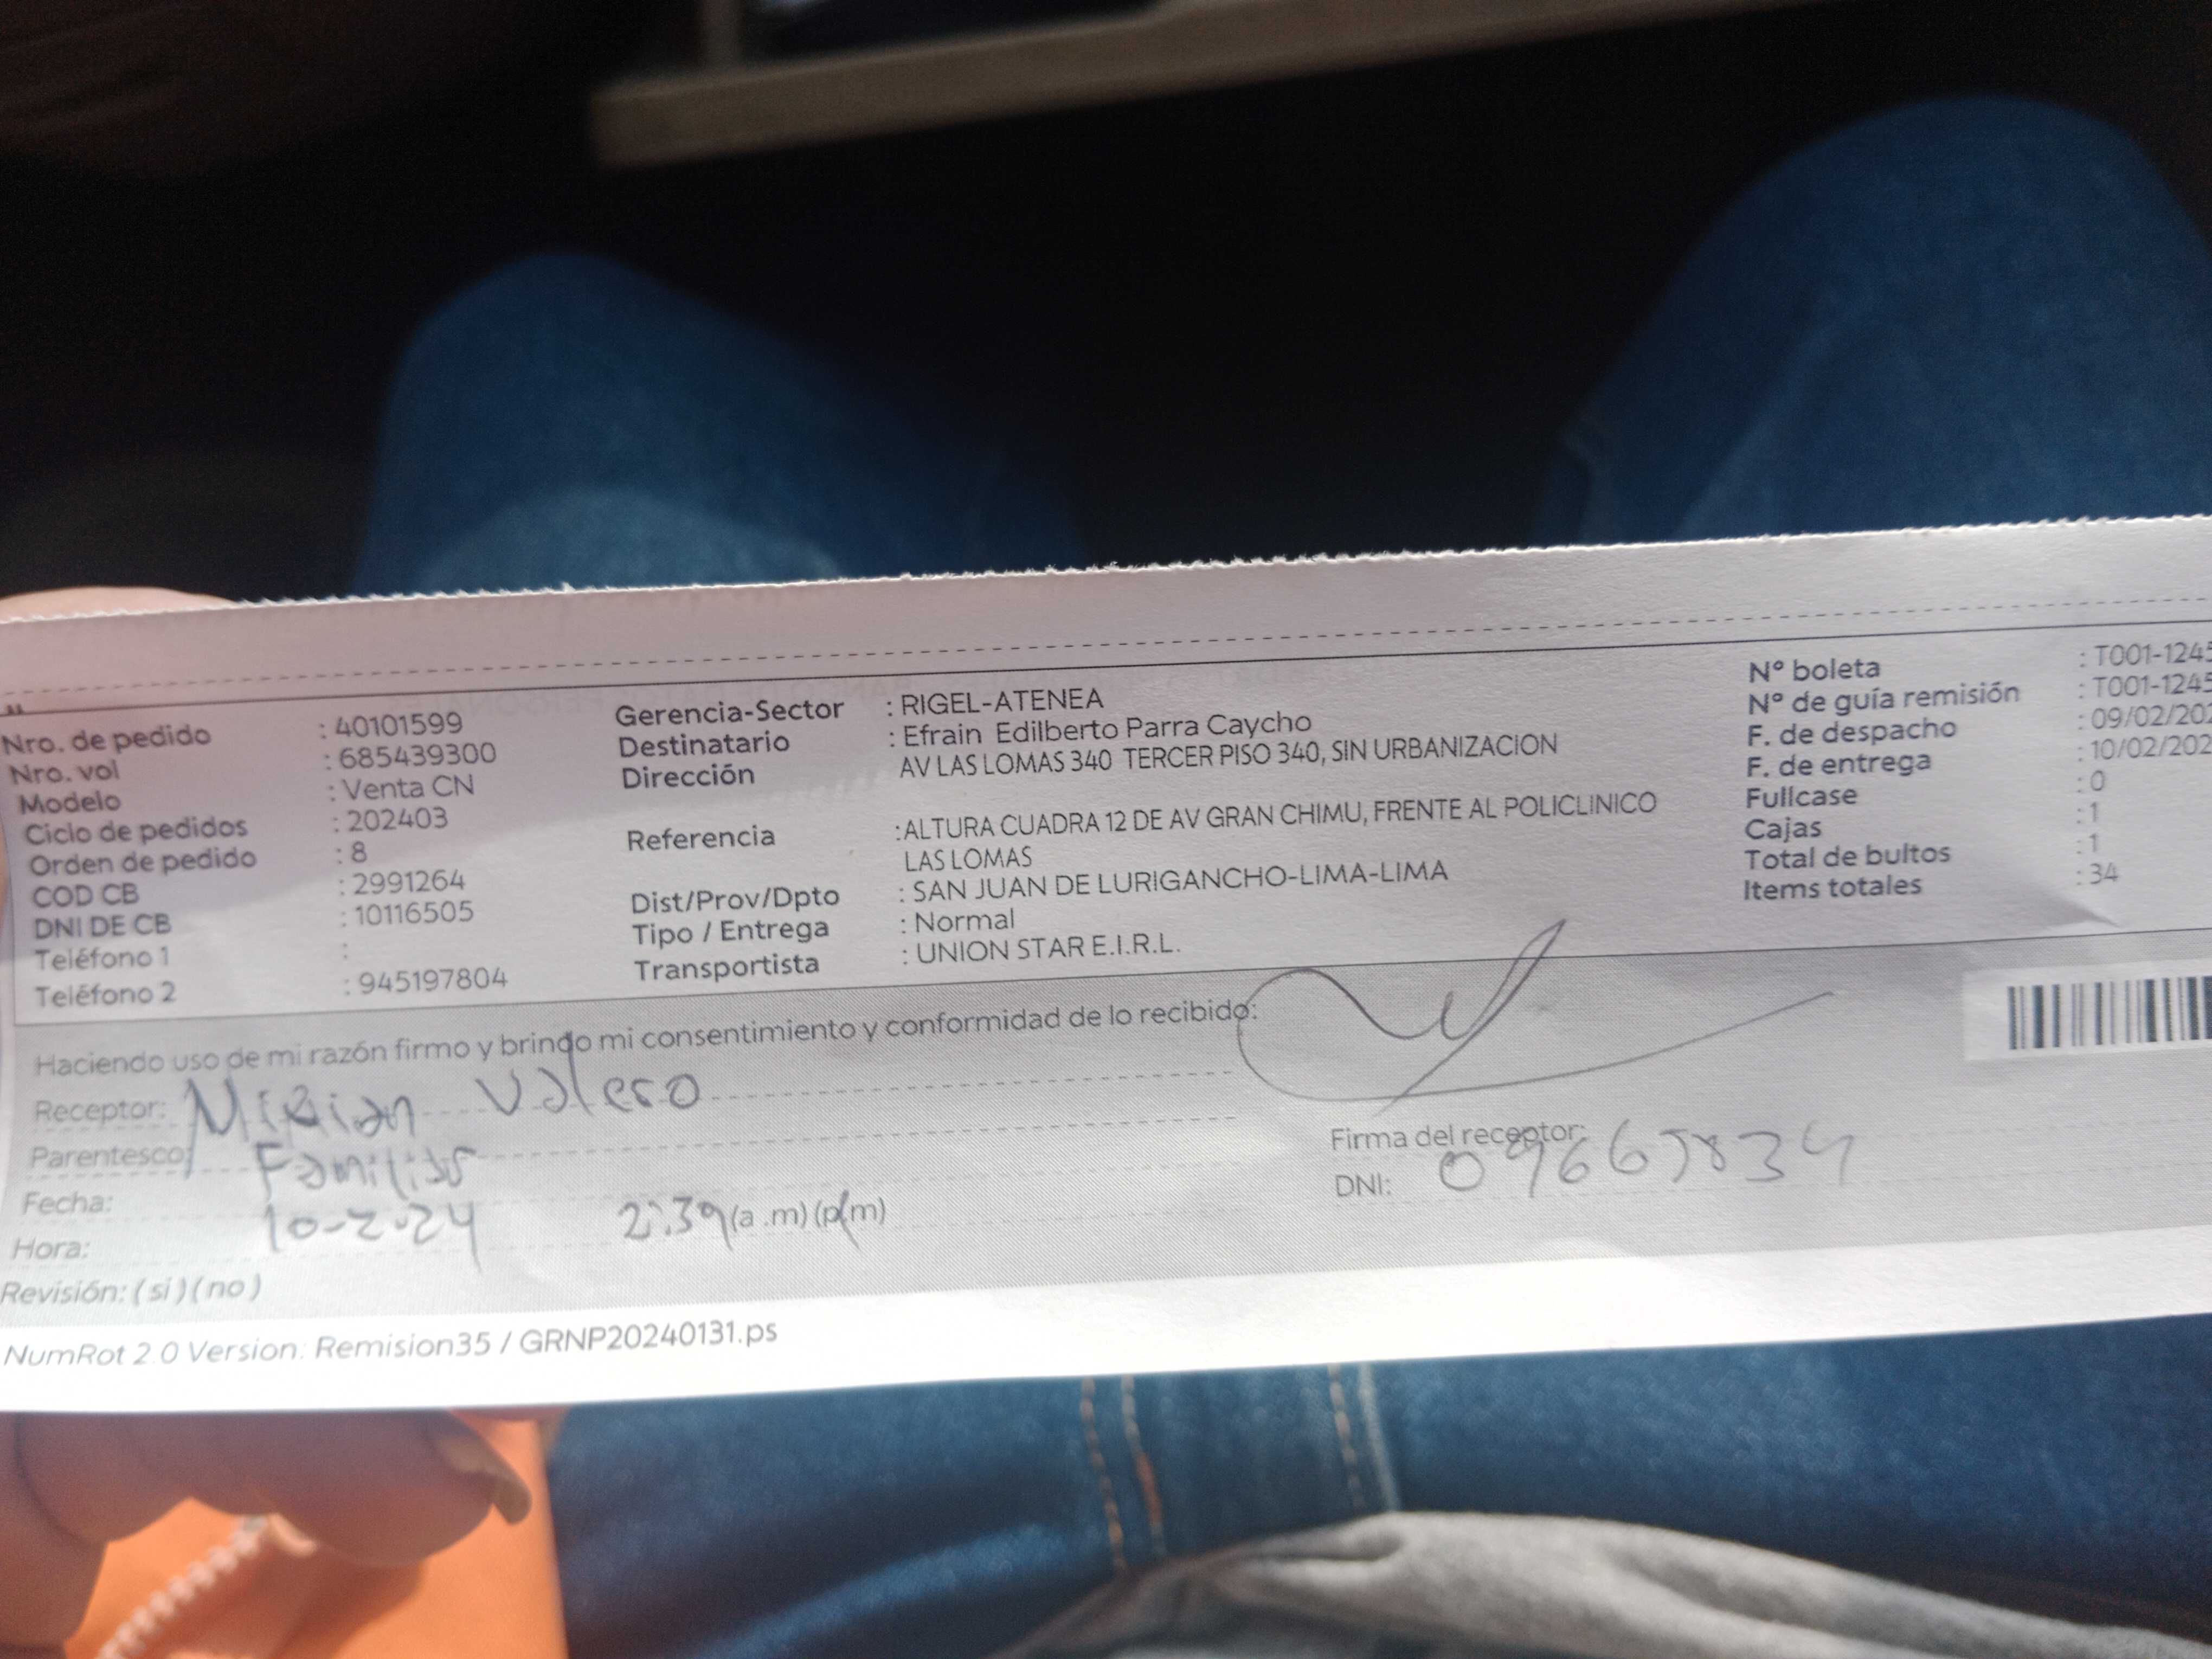 Nro. de pedido : 40101599
Nro. vol : 685439300
Modelo : Venta CN
Ciclo de pedidos : 202403
Orden de pedido : 8
COD CB : 2991264
DNI DE CB : 10116505
Teléfono 1 :
Teléfono 2 : 945197804
Gerencia-Sector : RIGEL-ATENEA
Destinatario : Efrain Edilberto Parra Caycho
Dirección AV LAS LOMAS 340 TERCER PISO 340, SIN URBANIZACION
Referencia :ALTURA CUADRA 12 DE AV GRAN CHIMU, FRENTE AL POLICLINICO
LAS LOMAS
Dist/Prov/Dpto : SAN JUAN DE LURIGANCHO-LIMA-LIMA
Tipo / Entrega : Normal
Transportista : UNION STAR E.I.R.L.
N° boleta : T001-1245
N° de guía remisión : T001-1245
F. de despacho : 09/02/202
F. de entrega : 10/02/202
Fullcase : 0
Cajas : 1
Total de bultos : 1
Items totales : 34
Haciendo uso de mi razón firmo y brindo mi consentimiento y conformidad de lo recibido:
Receptor: MiRian Valero
Parentesco: Familiar
Fecha: 10-2-24
Hora: 2:39 (a .m) (p.m)
Revisión: ( si ) ( no )
Firma del receptor:
DNI: 09665834
NumRot 2.0 Version: Remision35 / GRNP20240131.ps